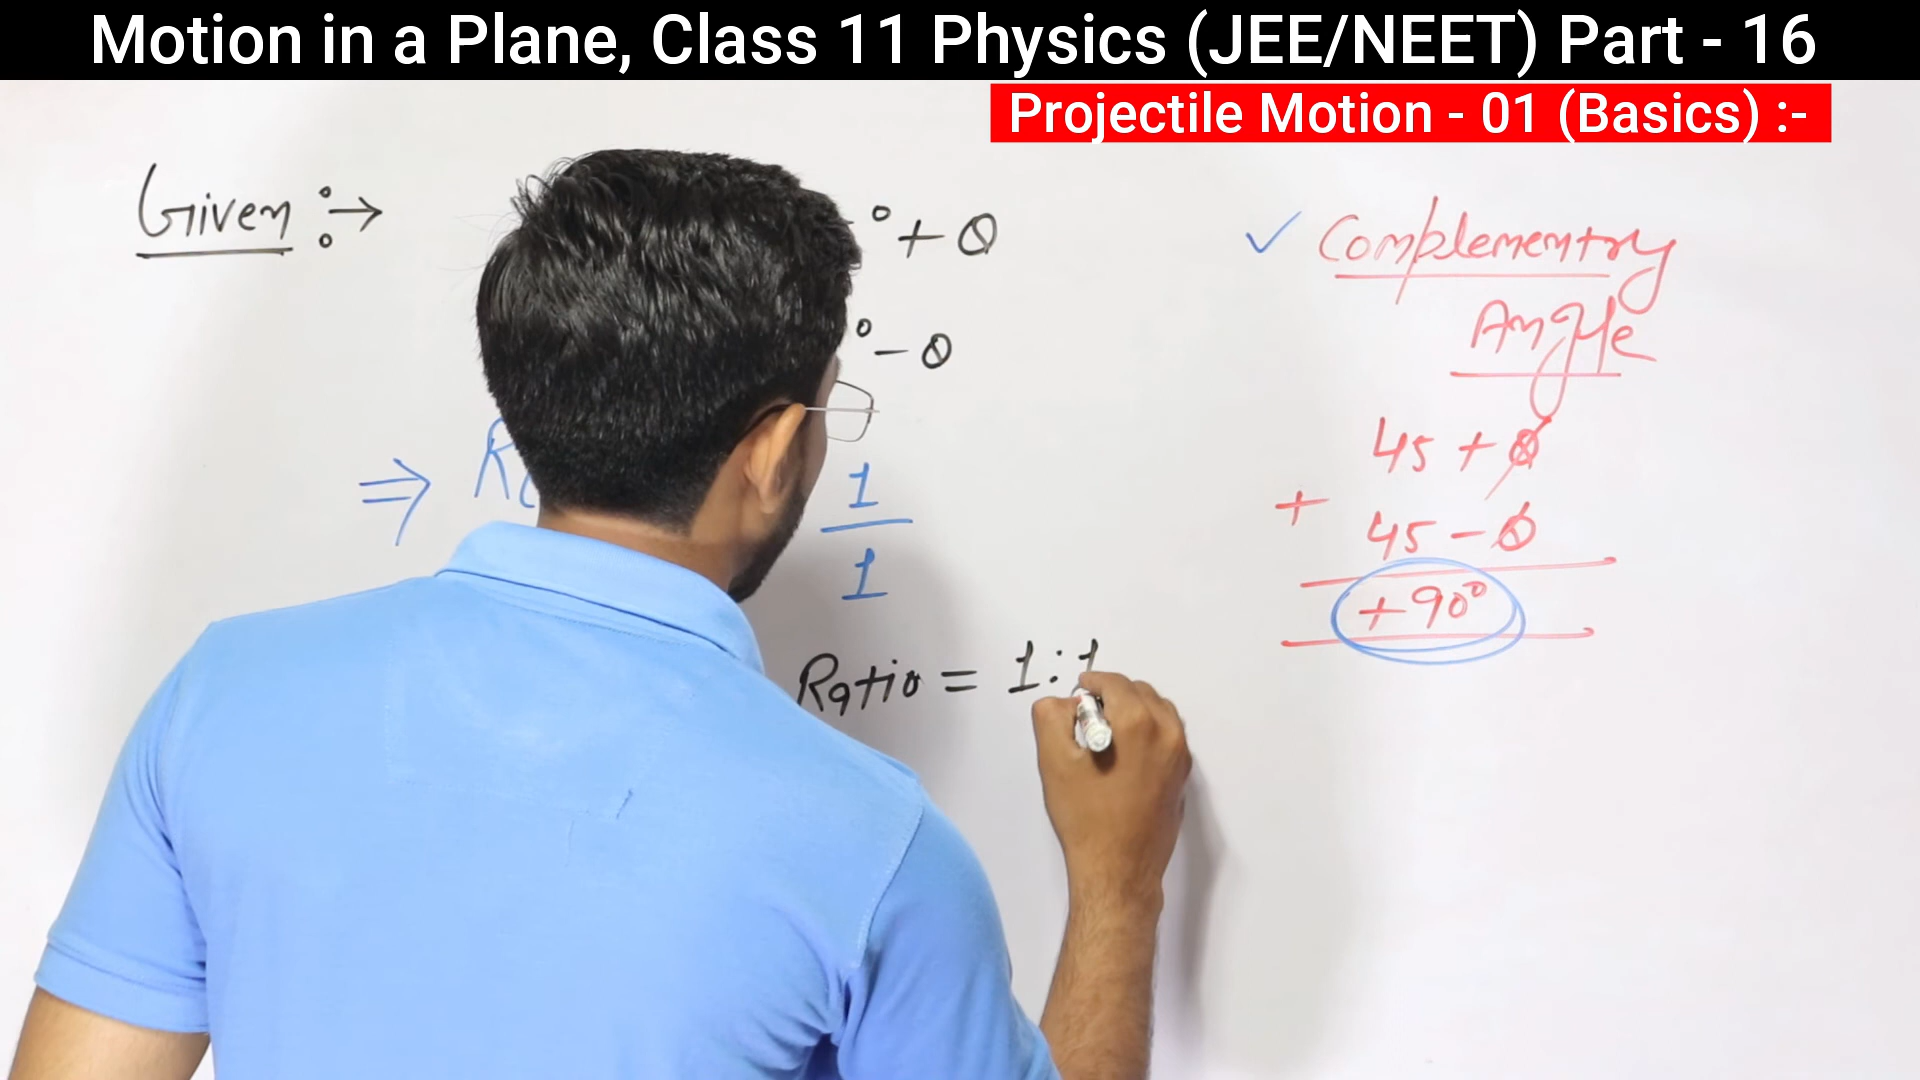 Motion in a Plane, Class 11 Physics (JEE/NEET) Part - 16
Projectile Motion - 01 (Basics) :-
Given :→
° + θ
° - θ
⇒
1
1
Ratio = 1:1
✓ Complementry
Angle
45 + θ
+ 45 - θ
+90°